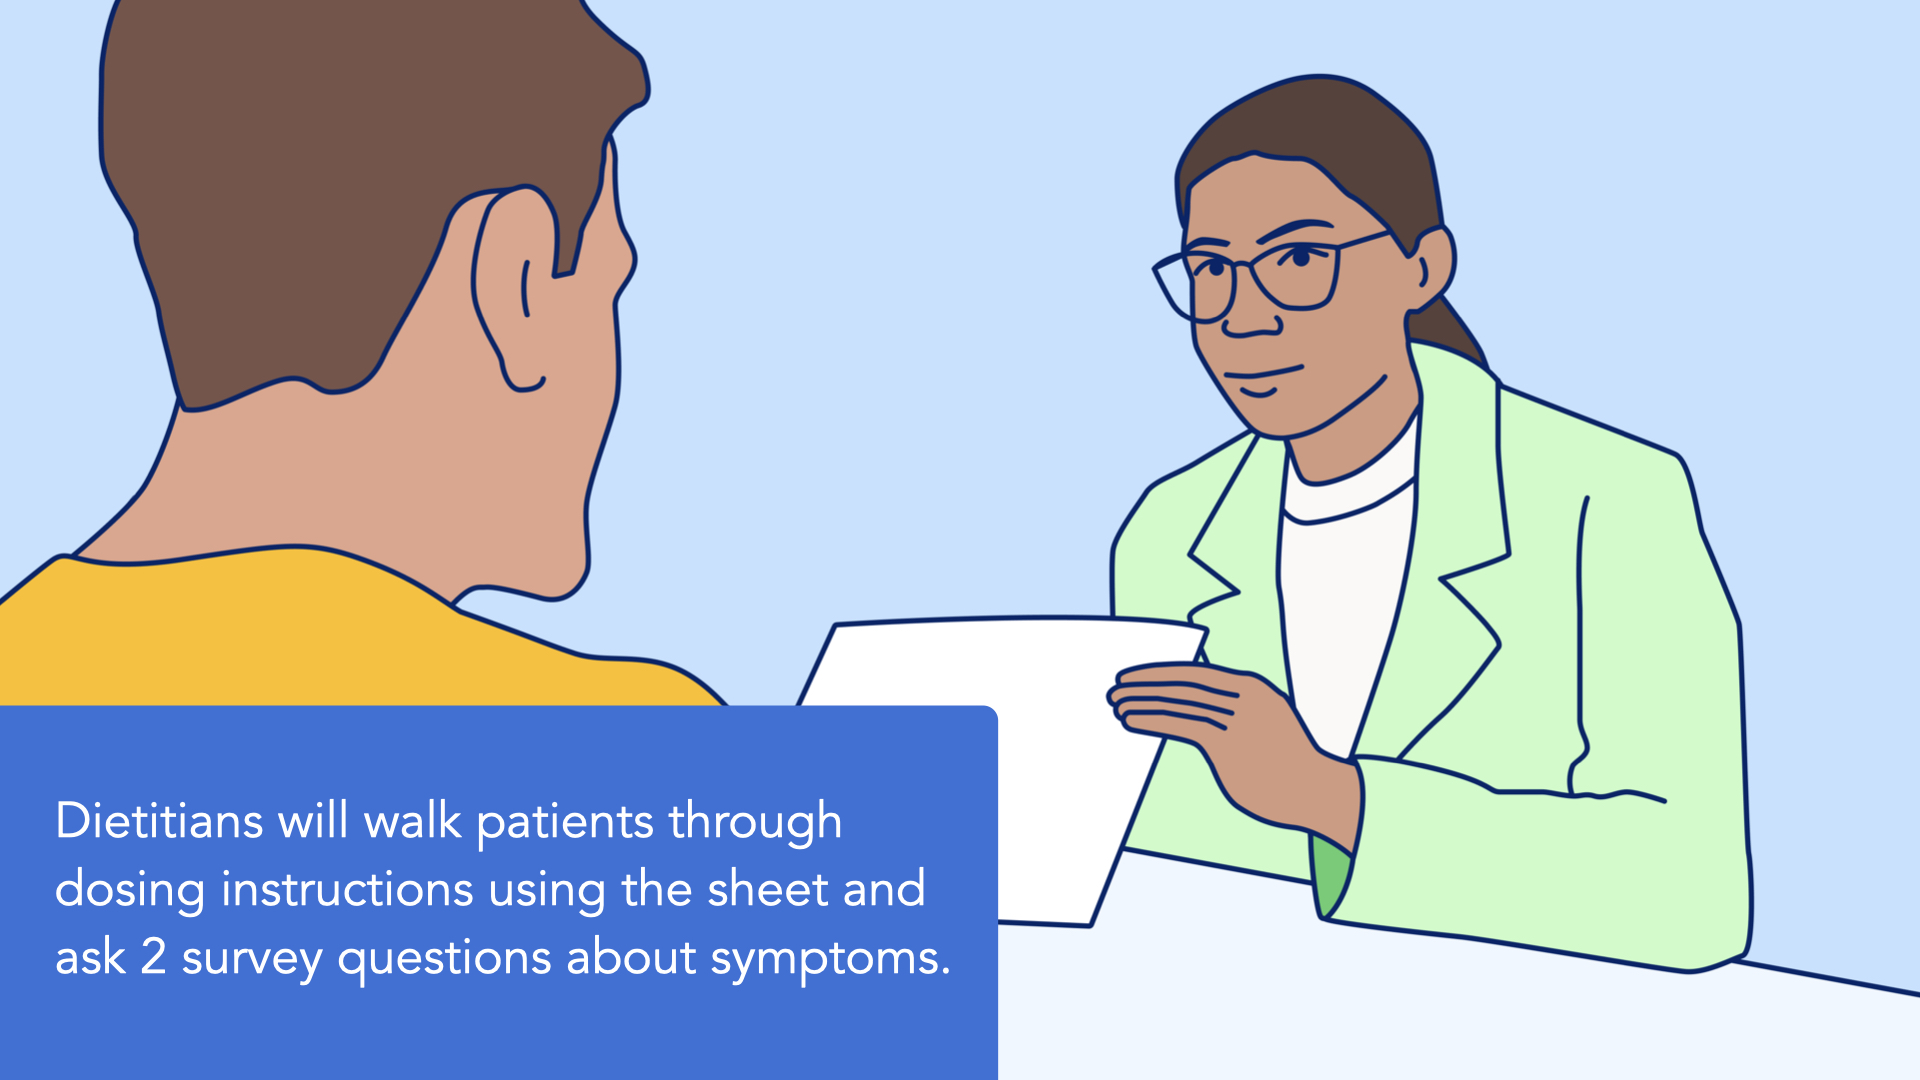 Dietitians will walk patients through
dosing instructions using the sheet and
ask 2 survey questions about symptoms.